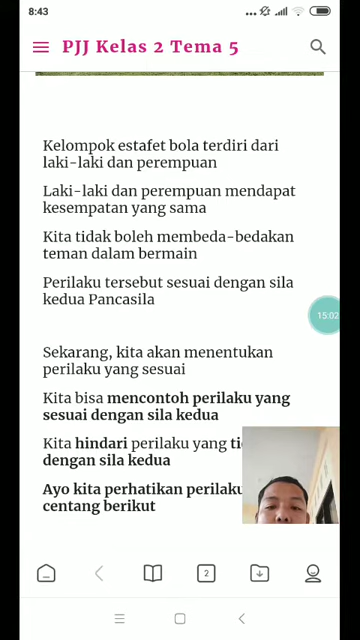 8:43
PJJ Kelas 2 Tema 5
Kelompok estafet bola terdiri dari
laki-laki dan perempuan
Laki-laki dan perempuan mendapat
kesempatan yang sama
Kita tidak boleh membeda-bedakan
teman dalam bermain
Perilaku tersebut sesuai dengan sila
kedua Pancasila
15:02
Sekarang, kita akan menentukan
perilaku yang sesuai
Kita bisa mencontoh perilaku yang
sesuai dengan sila kedua
Kita hindari perilaku yang
dengan sila kedua
Ayo kita perhatikan perilaku
centang berikut
2